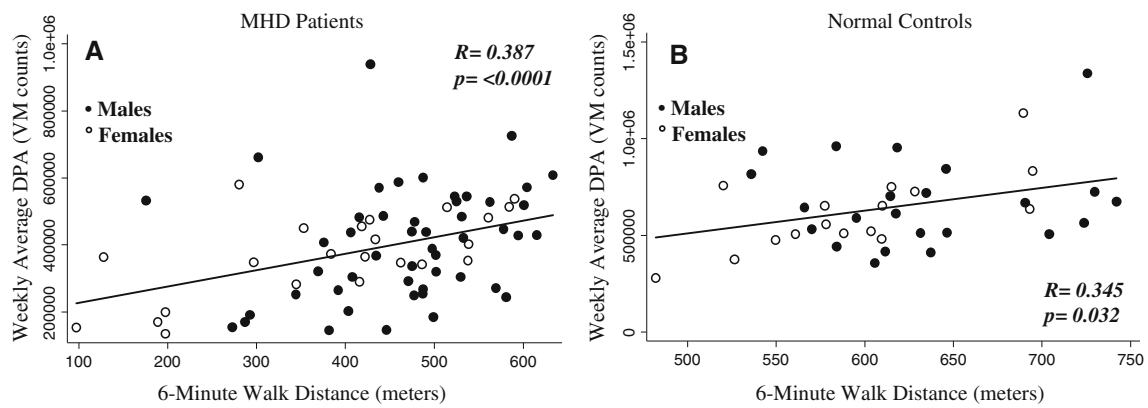 MHD Patients
A
R= 0.387
p= <0.0001
Males
Females
Weekly Average DPA (VM counts)
1.0e+06
800000
600000
400000
200000
100 200 300 400 500 600
6-Minute Walk Distance (meters)
Normal Controls
B
Males
Females
R= 0.345
p= 0.032
Weekly Average DPA (VM counts)
1.5e+06
1.0e+06
500000
0
500 550 600 650 700 750
6-Minute Walk Distance (meters)